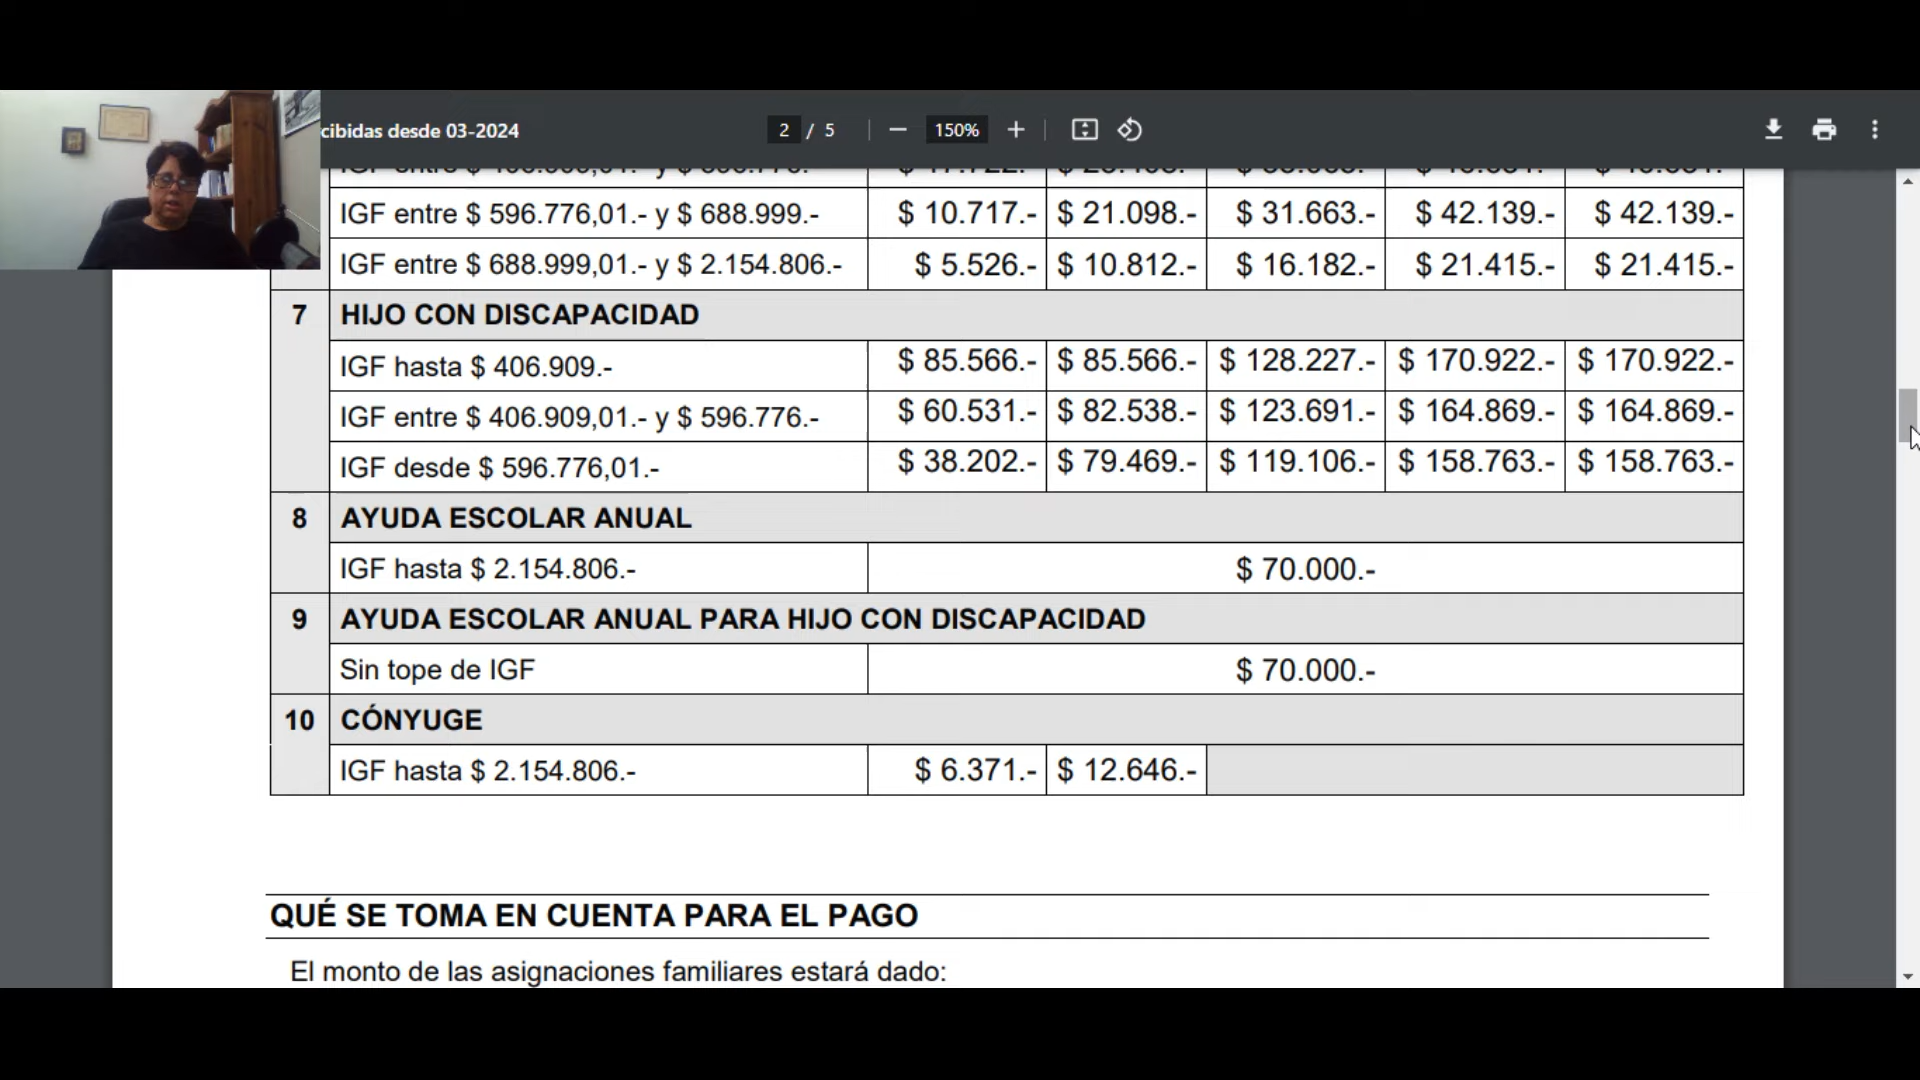 cibidas desde 03-2024 2 / 5 150%
IGF entre $ 596.776,01.- y $ 688.999.- $ 10.717.- $ 21.098.- $ 31.663.- $ 42.139.- $ 42.139.-
IGF entre $ 688.999,01.- y $ 2.154.806.- $ 5.526.- $ 10.812.- $ 16.182.- $ 21.415.- $ 21.415.-
7 HIJO CON DISCAPACIDAD
IGF hasta $ 406.909.- $ 85.566.- $ 85.566.- $ 128.227.- $ 170.922.- $ 170.922.-
IGF entre $ 406.909,01.- y $ 596.776.- $ 60.531.- $ 82.538.- $ 123.691.- $ 164.869.- $ 164.869.-
IGF desde $ 596.776,01.- $ 38.202.- $ 79.469.- $ 119.106.- $ 158.763.- $ 158.763.-
8 AYUDA ESCOLAR ANUAL
IGF hasta $ 2.154.806.- $ 70.000.-
9 AYUDA ESCOLAR ANUAL PARA HIJO CON DISCAPACIDAD
Sin tope de IGF $ 70.000.-
10 CÓNYUGE
IGF hasta $ 2.154.806.- $ 6.371.- $ 12.646.-
QUÉ SE TOMA EN CUENTA PARA EL PAGO
El monto de las asignaciones familiares estará dado: